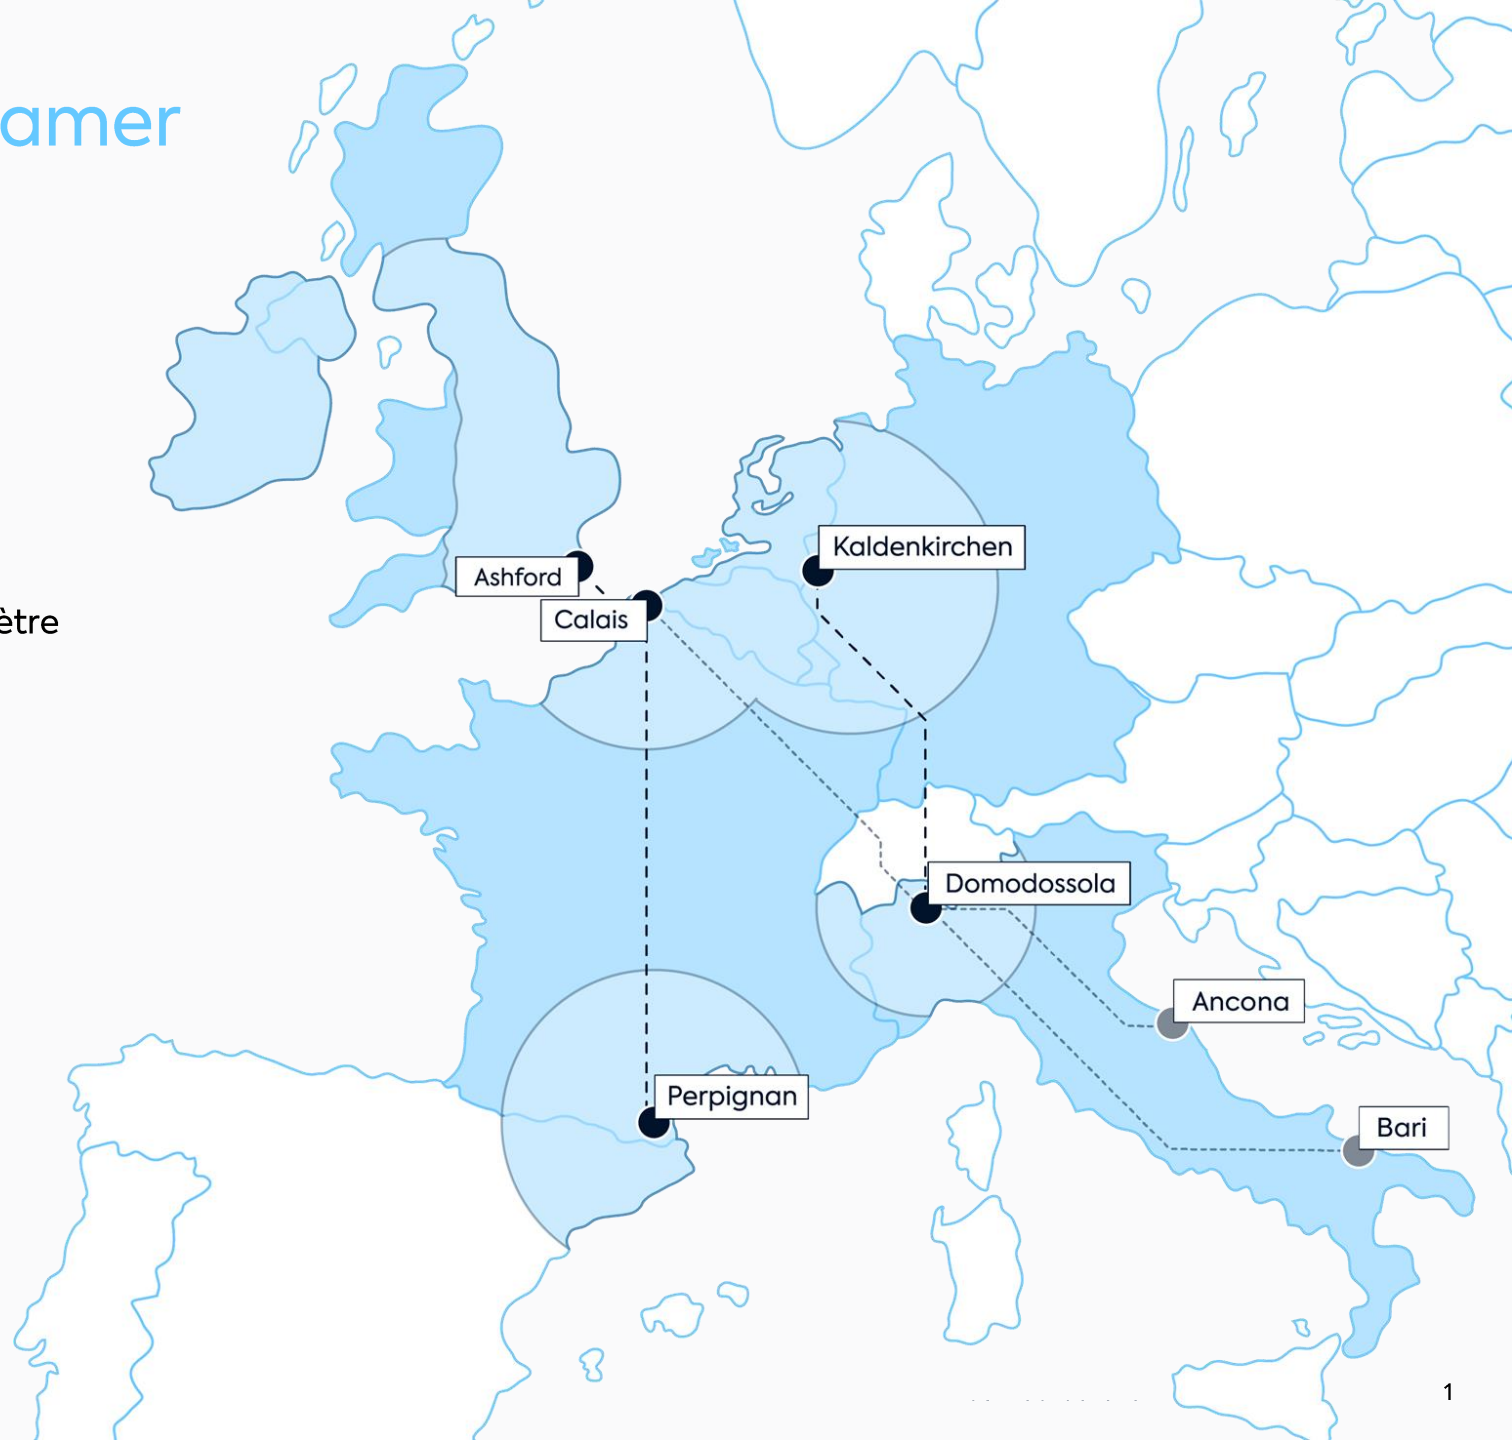 amer
Kaldenkirchen
Ashford
Calais
ètre
Domodossola
Ancona
Perpignan
Bari
1